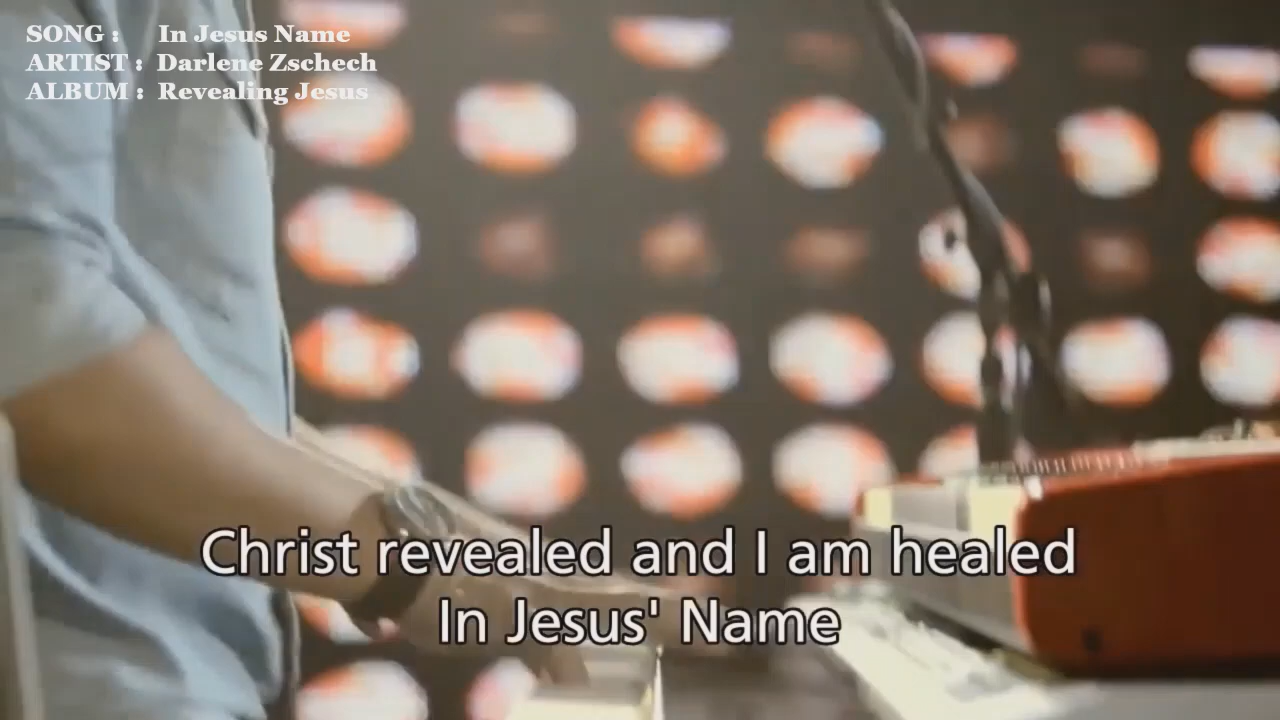 SONG : In Jesus Name
ARTIST : Darlene Zschech
ALBUM : Revealing Jesus
Christ revealed and I am healed
In Jesus' Name